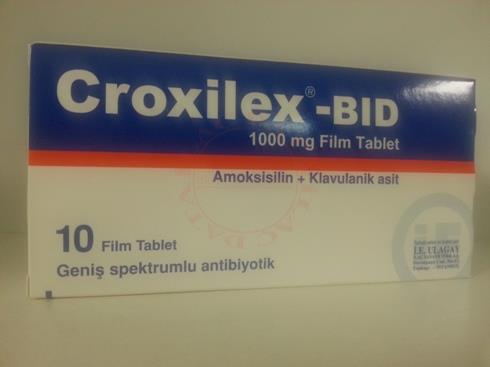 Croxilex®-BID
1000 mg Film Tablet
Amoksisilin + Klavulanik asit
10 Film Tablet
Geniş spektrumlu antibiyotik
İ.E. ULAGAY